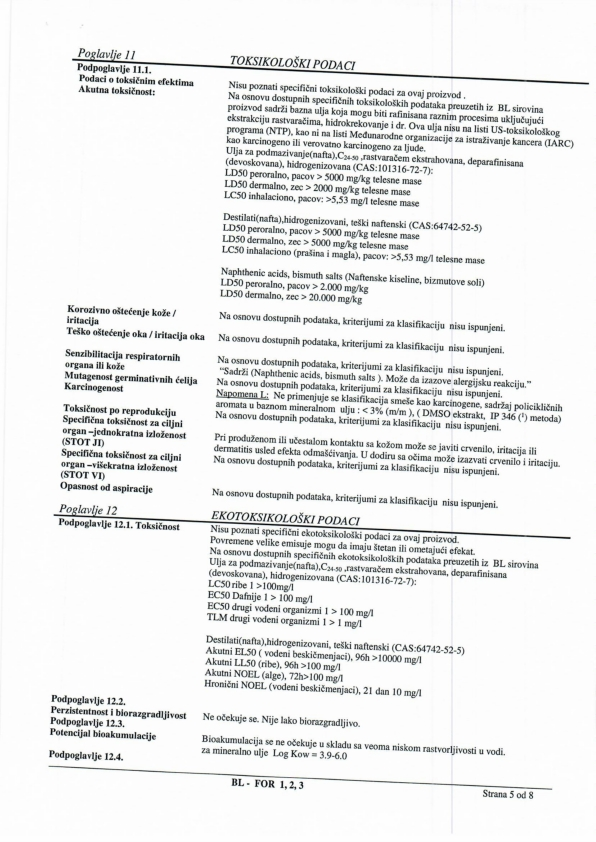 Poglavlje 11 TOKSIKOLOŠKI PODACI
Podpoglavlje 11.1.
Podaci o toksičnim efektima
Akutna toksičnost:
Nisu poznati specifični toksikološki podaci za ovaj proizvod .
Na osnovu dostupnih specifičnih toksikoloških podataka preuzetih iz BL sirovina
proizvod sadrži bazna ulja koja mogu biti rafinisana raznim procesima uključujući
ekstrakciju rastvaračima, hidrokrekovanje i dr. Ova ulja nisu na listi US-toksikološkog
programa (NTP), kao ni na listi Međunarodne organizacije za istraživanje kancera (IARC)
kao karcinogeno ili verovatno karcinogeno za ljude.
Ulja za podmazivanje(nafta),C24-50 ,rastvaračem ekstrahovana, deparafinisana
(devoskovana), hidrogenizovana (CAS:101316-72-7):
LD50 peroralno, pacov > 5000 mg/kg telesne mase
LD50 dermalno, zec > 2000 mg/kg telesne mase
LC50 inhalaciono, pacov: >5,53 mg/l telesne mase
Destilati(nafta),hidrogenizovani, teški naftenski (CAS:64742-52-5)
LD50 peroralno, pacov > 5000 mg/kg telesne mase
LD50 dermalno, zec > 5000 mg/kg telesne mase
LC50 inhalaciono (prašina i magla), pacov: >5,53 mg/l telesne mase
Naphthenic acids, bismuth salts (Naftenske kiseline, bizmutove soli)
LD50 peroralno, pacov > 2.000 mg/kg
LD50 dermalno, zec > 20.000 mg/kg
Korozivno oštećenje kože /
iritacija
Na osnovu dostupnih podataka, kriterijumi za klasifikaciju nisu ispunjeni.
Teško oštećenje oka / iritacija oka
Na osnovu dostupnih podataka, kriterijumi za klasifikaciju nisu ispunjeni.
Senzibilitacija respiratornih
organa ili kože
Na osnovu dostupnih podataka, kriterijumi za klasifikaciju nisu ispunjeni.
“Sadrži (Naphthenic acids, bismuth salts ). Može da izazove alergijsku reakciju.”
Mutagenost germinativnih ćelija
Na osnovu dostupnih podataka, kriterijumi za klasifikaciju nisu ispunjeni.
Karcinogenost
Napomena L: Ne primenjuje se klasifikacija smeše kao karcinogene, sadržaj policikličnih
aromata u baznom mineralnom ulju : < 3% (m/m ), ( DMSO ekstrakt, IP 346 (¹) metoda)
Toksičnost po reprodukciju
Na osnovu dostupnih podataka, kriterijumi za klasifikaciju nisu ispunjeni.
Specifična toksičnost za ciljni
organ –jednokratna izloženost
(STOT JI)
Pri produženom ili učestalom kontaktu sa kožom može se javiti crvenilo, iritacija ili
dermatitis usled efekta odmašćivanja. U dodiru sa očima može izazvati crvenilo i iritaciju.
Specifična toksičnost za ciljni
organ –višekratna izloženost
(STOT VI)
Na osnovu dostupnih podataka, kriterijumi za klasifikaciju nisu ispunjeni.
Opasnost od aspiracije
Na osnovu dostupnih podataka, kriterijumi za klasifikaciju nisu ispunjeni.
Poglavlje 12 EKOTOKSIKOLOŠKI PODACI
Podpoglavlje 12.1. Toksičnost
Nisu poznati specifični ekotoksikološki podaci za ovaj proizvod.
Povremene velike emisuje mogu da imaju štetan ili ometajući efekat.
Na osnovu dostupnih specifičnih ekotoksikoloških podataka preuzetih iz BL sirovina
Ulja za podmazivanje(nafta),C24-50 ,rastvaračem ekstrahovana, deparafinisana
(devoskovana), hidrogenizovana (CAS:101316-72-7):
LC50 ribe 1 >100mg/l
EC50 Dafnije 1 > 100 mg/l
EC50 drugi vodeni organizmi 1 > 100 mg/l
TLM drugi vodeni organizmi 1 > 1 mg/l
Destilati(nafta),hidrogenizovani, teški naftenski (CAS:64742-52-5)
Akutni EL50 ( vodeni beskičmenjaci), 96h >10000 mg/l
Akutni LL50 (ribe), 96h >100 mg/l
Akutni NOEL (alge), 72h>100 mg/l
Hronični NOEL (vodeni beskičmenjaci), 21 dan 10 mg/l
Podpoglavlje 12.2.
Perzistentnost i biorazgradljivost
Ne očekuje se. Nije lako biorazgradljivo.
Podpoglavlje 12.3.
Potencijal bioakumulacije
Bioakumulacija se ne očekuje u skladu sa veoma niskom rastvorljivosti u vodi.
za mineralno ulje Log Kow = 3.9-6.0
Podpoglavlje 12.4.
BL - FOR 1, 2, 3
Strana 5 od 8